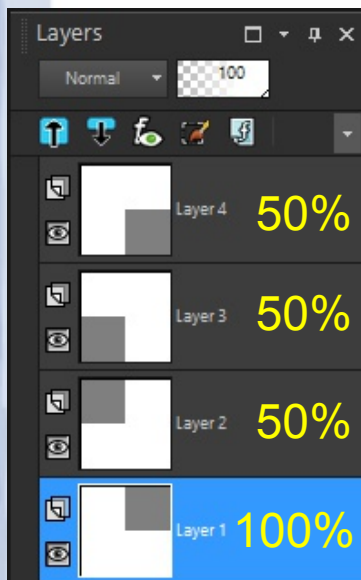 Layers
Normal 100
Layer 4 50%
Layer 3 50%
Layer 2 50%
Layer 1 100%